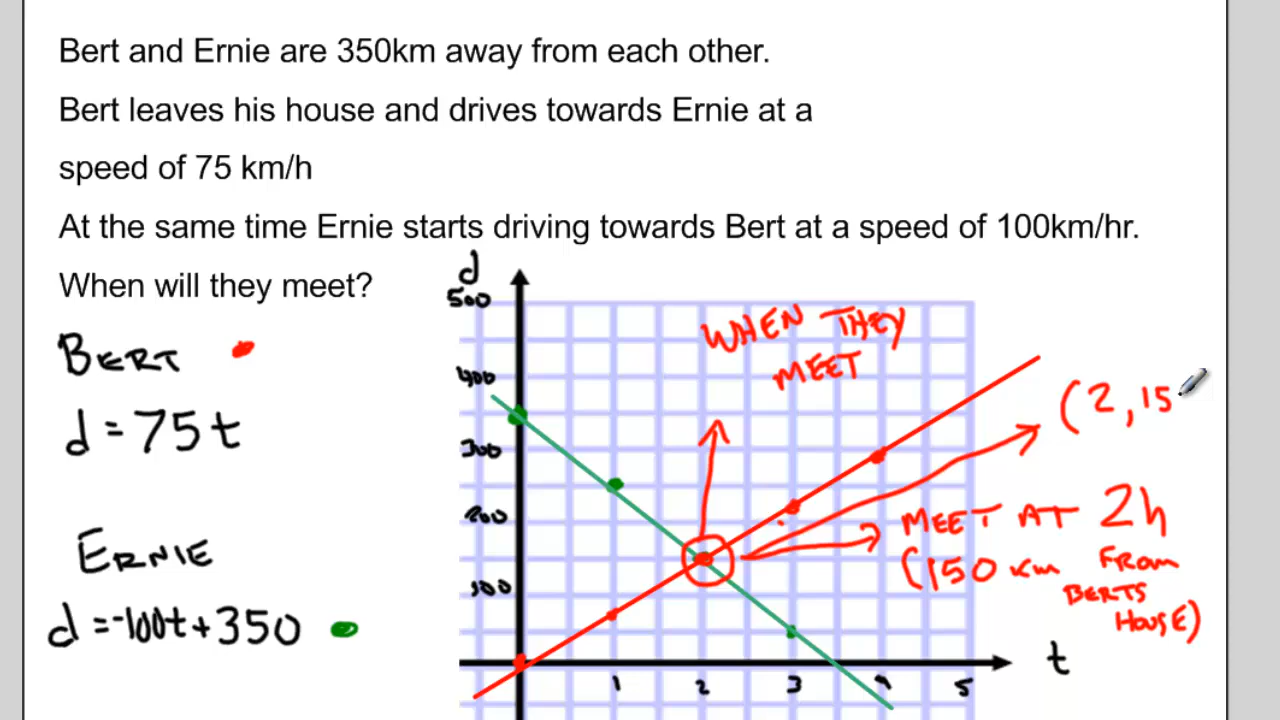 Bert and Ernie are 350km away from each other.
Bert leaves his house and drives towards Ernie at a
speed of 75 km/h
At the same time Ernie starts driving towards Bert at a speed of 100km/hr.
When will they meet?
BERT
d=75t
ERNIE
d=-100t+350
d
500
400
300
200
100
1 2 3 4 5
t
WHEN THEY
MEET
(2,15
MEET AT 2h
(150 km FROM
BERTS
HOUSE)